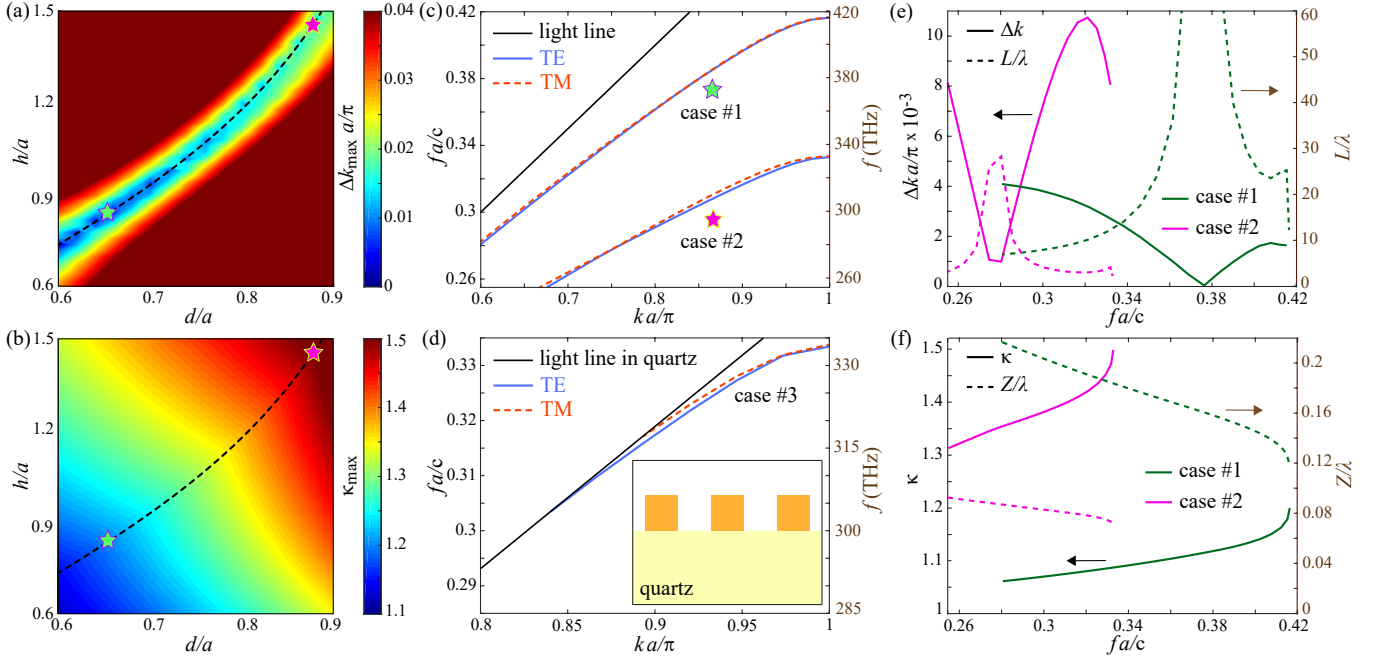 (a)
1.5
1.2
0.9
0.6
h/a
0.6
0.7
0.8
0.9
d/a
0.04
0.03
0.02
0.01
0
Δkmax a/π
(b)
1.5
1.2
0.9
0.6
h/a
0.6
0.7
0.8
0.9
d/a
1.5
1.4
1.3
1.2
1.1
κmax
(c)
0.42
0.38
0.34
0.3
0.26
fa/c
light line
TE
TM
case #1
case #2
0.6
0.7
0.8
0.9
1
ka/π
420
380
340
300
260
f (THz)
(d)
0.33
0.32
0.31
0.30
0.29
fa/c
light line in quartz
TE
TM
case #3
quartz
0.8
0.85
0.9
0.95
1
ka/π
330
315
300
285
f (THz)
(e)
10
8
6
4
2
0
Δka/π x 10-3
Δk
L/λ
case #1
case #2
0.26
0.3
0.34
0.38
0.42
fa/c
60
50
40
30
20
10
0
L/λ
(f)
1.5
1.4
1.3
1.2
1.1
1
κ
κ
Z/λ
case #1
case #2
0.26
0.3
0.34
0.38
0.42
fa/c
0.2
0.16
0.12
0.08
0.04
0
Z/λ